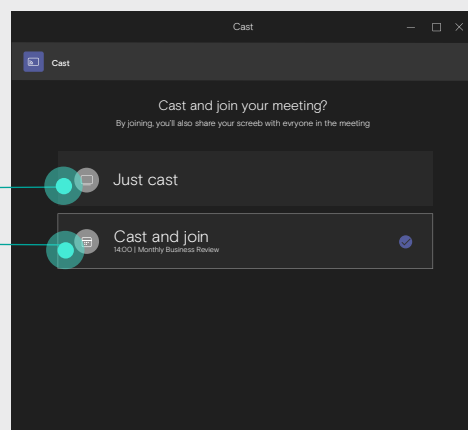 Cast
Cast
Cast and join your meeting?
By joining, you'll also share your screeb with evryone in the meeting
Just cast
Cast and join
14:00 | Monthly Business Review